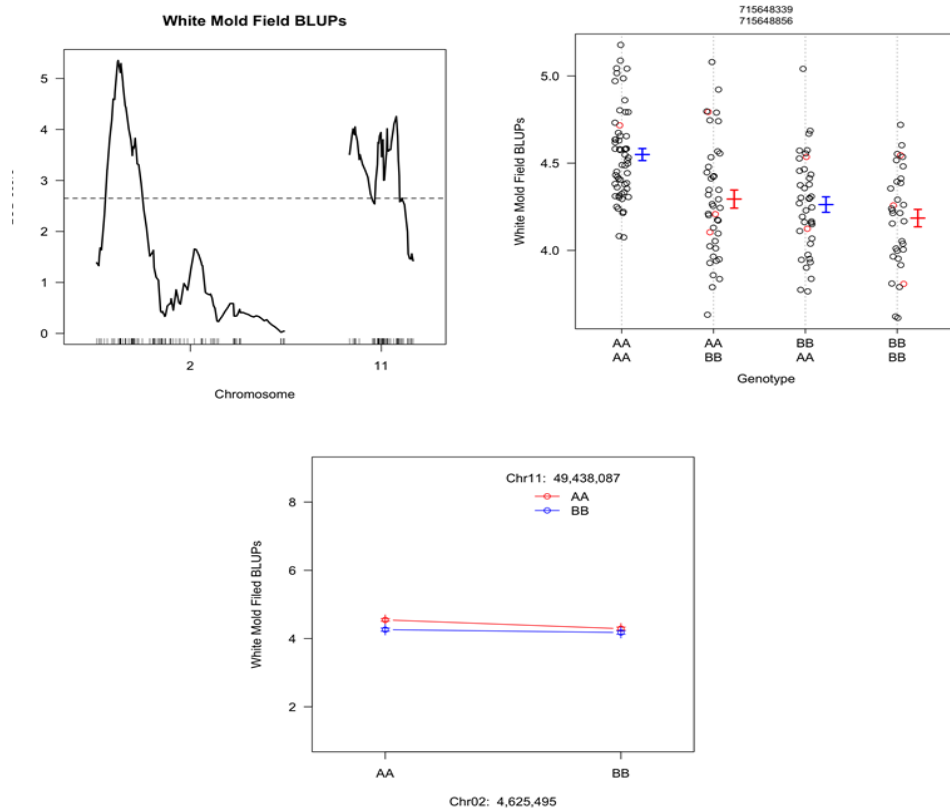 White Mold Field BLUPs
5
4
3
2
1
0
2
11
Chromosome
715648339
715648856
White Mold Field BLUPs
5.0
4.5
4.0
AA
AA
AA
BB
BB
AA
BB
BB
Genotype
White Mold Filed BLUPs
8
6
4
2
Chr11: 49,438,087
AA
BB
AA
BB
Chr02: 4,625,495